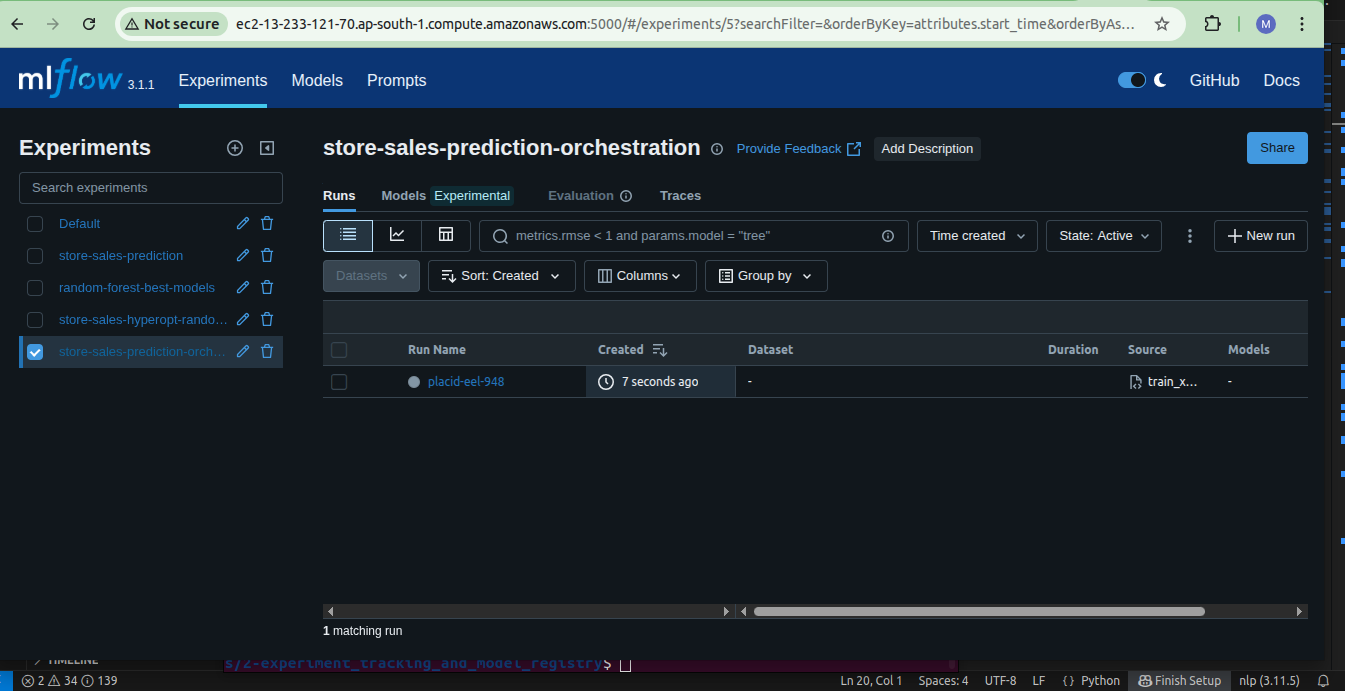 Not secure ec2-13-233-121-70.ap-south-1.compute.amazonaws.com:5000/#/experiments/5?searchFilter=&orderByKey=attributes.start_time&orderByAs... M
mlflow 3.1.1 Experiments Models Prompts GitHub Docs
Experiments
Search experiments
Default
store-sales-prediction
random-forest-best-models
store-sales-hyperopt-rando...
store-sales-prediction-orch...
store-sales-prediction-orchestration Provide Feedback Add Description Share
Runs Models Experimental Evaluation Traces
metrics.rmse < 1 and params.model = "tree" Time created State: Active New run
Datasets Sort: Created Columns Group by
Run Name Created Dataset Duration Source Models
placid-eel-948 7 seconds ago - train_x... -
1 matching run
TIMELINE
s/2-experiment_tracking_and_model_registry$
2 34 139 Ln 20, Col 1 Spaces: 4 UTF-8 LF {} Python Finish Setup nlp (3.11.5)